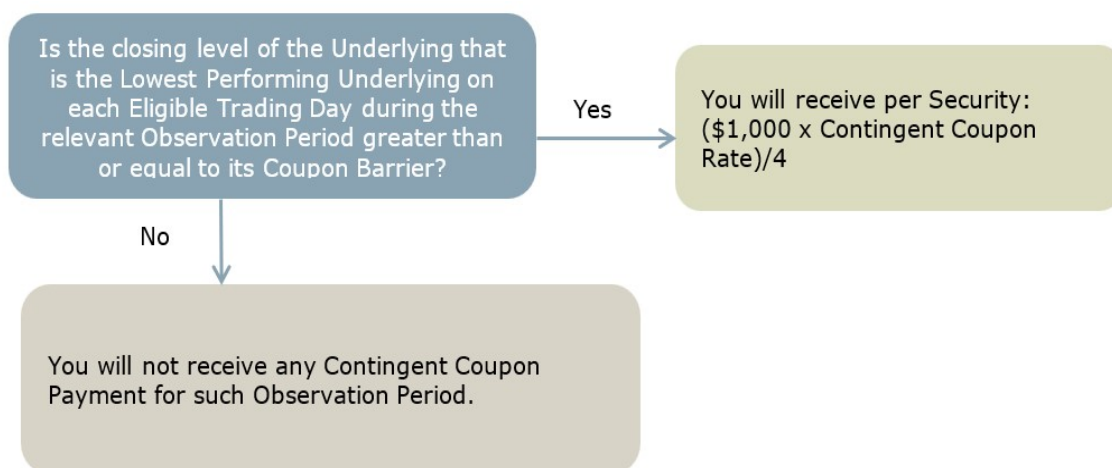 Is the closing level of the Underlying that
is the Lowest Performing Underlying on
each Eligible Trading Day during the
relevant Observation Period greater than
or equal to its Coupon Barrier?
Yes
You will receive per Security:
($1,000 x Contingent Coupon
Rate)/4
No
You will not receive any Contingent Coupon
Payment for such Observation Period.